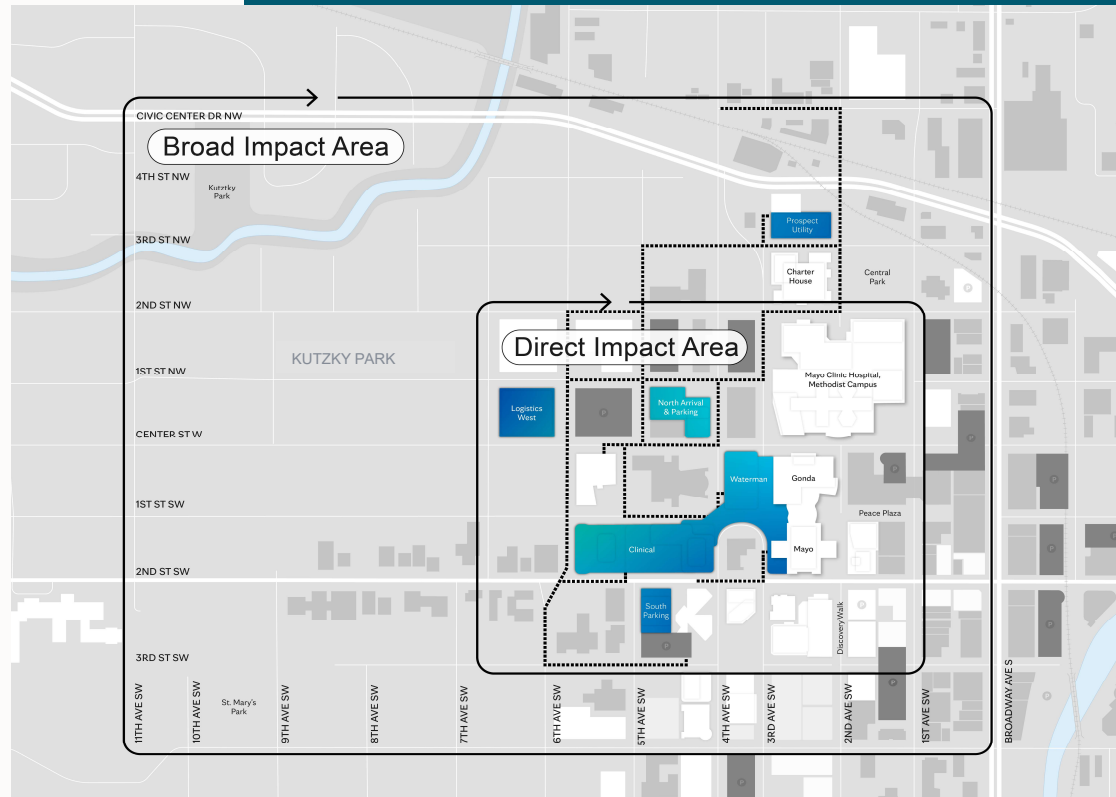 CIVIC CENTER DR NW
Broad Impact Area
4TH ST NW
Kutzky
Park
Prospect
Utility
3RD ST NW
Charter
House
Central
Park
P
2ND ST NW
Direct Impact Area
KUTZKY PARK
1ST ST NW
Mayo Clinic Hospital,
Methodist Campus
Logistics
West
P
North Arrival
& Parking
CENTER ST W
P
P
Waterman
Gonda
P
1ST ST SW
Peace Plaza
Clinical
Mayo
P
P
2ND ST SW
South
Parking
P
Discovery Walk
P
P
3RD ST SW
St. Mary's
Park
P
P
11TH AVE SW
10TH AVE SW
9TH AVE SW
8TH AVE SW
7TH AVE SW
6TH AVE SW
5TH AVE SW
4TH AVE SW
3RD AVE SW
2ND AVE SW
1ST AVE SW
BROADWAY AVE S
P